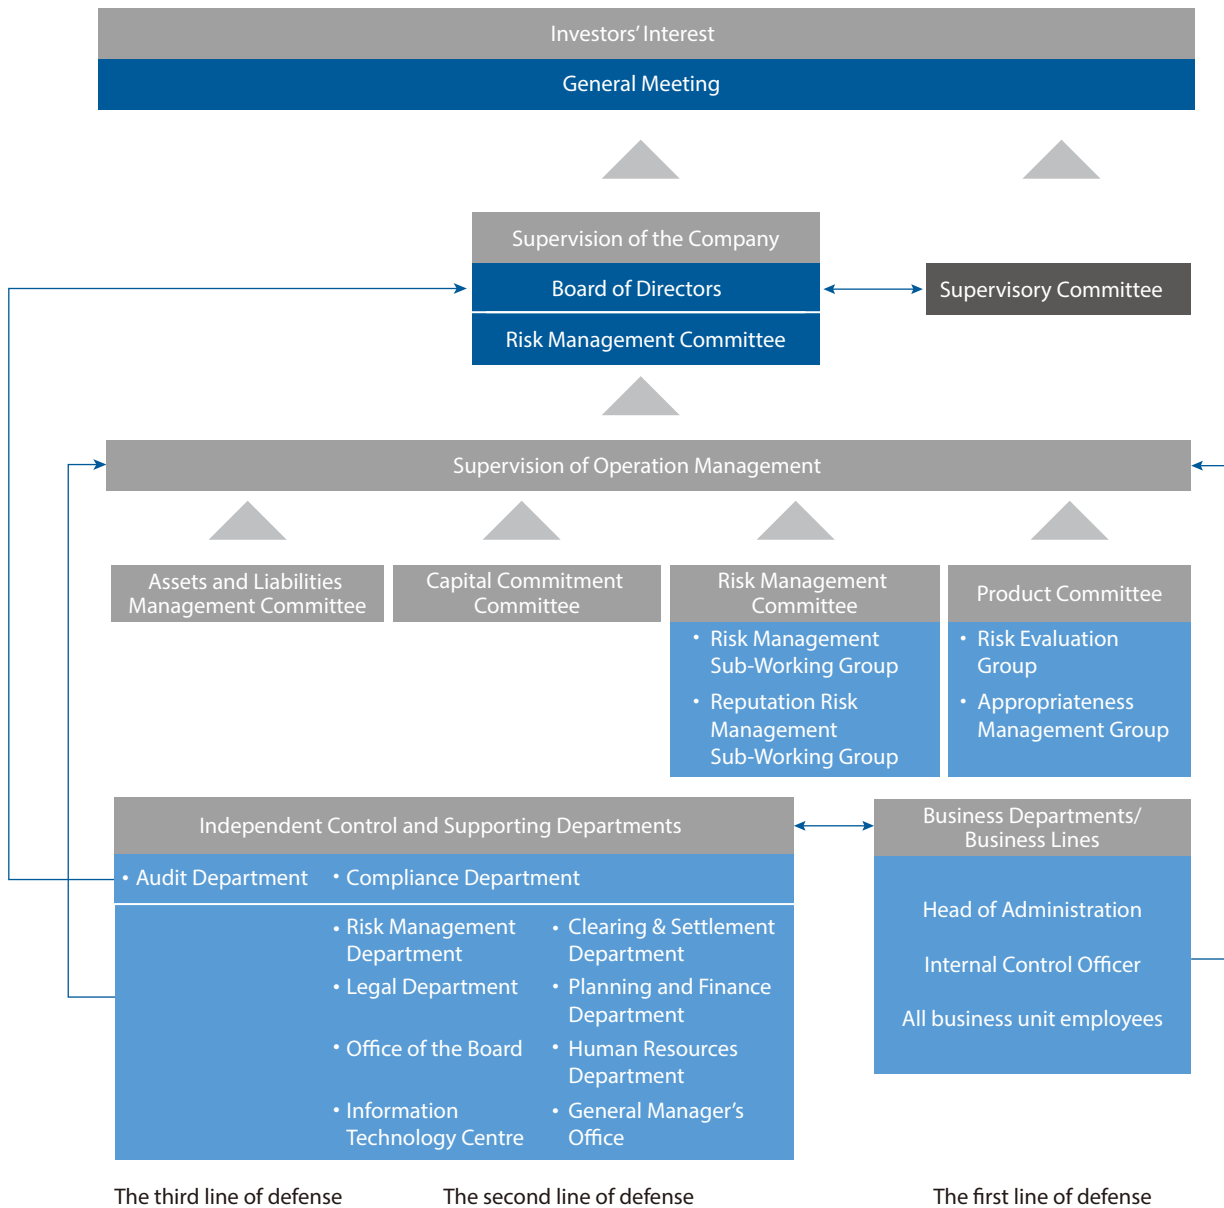 Investors’ Interest
General Meeting
Supervision of the Company
Board of Directors
Risk Management Committee
Supervisory Committee
Supervision of Operation Management
Assets and Liabilities
Management Committee
Capital Commitment
Committee
Risk Management
Committee
• Risk Management
Sub-Working Group
• Reputation Risk
Management
Sub-Working Group
Product Committee
• Risk Evaluation
Group
• Appropriateness
Management Group
Independent Control and Supporting Departments
• Audit Department
• Compliance Department
• Risk Management
Department
• Legal Department
• Office of the Board
• Information
Technology Centre
• Clearing & Settlement
Department
• Planning and Finance
Department
• Human Resources
Department
• General Manager’s
Office
Business Departments/
Business Lines
Head of Administration
Internal Control Officer
All business unit employees
The third line of defense
The second line of defense
The first line of defense